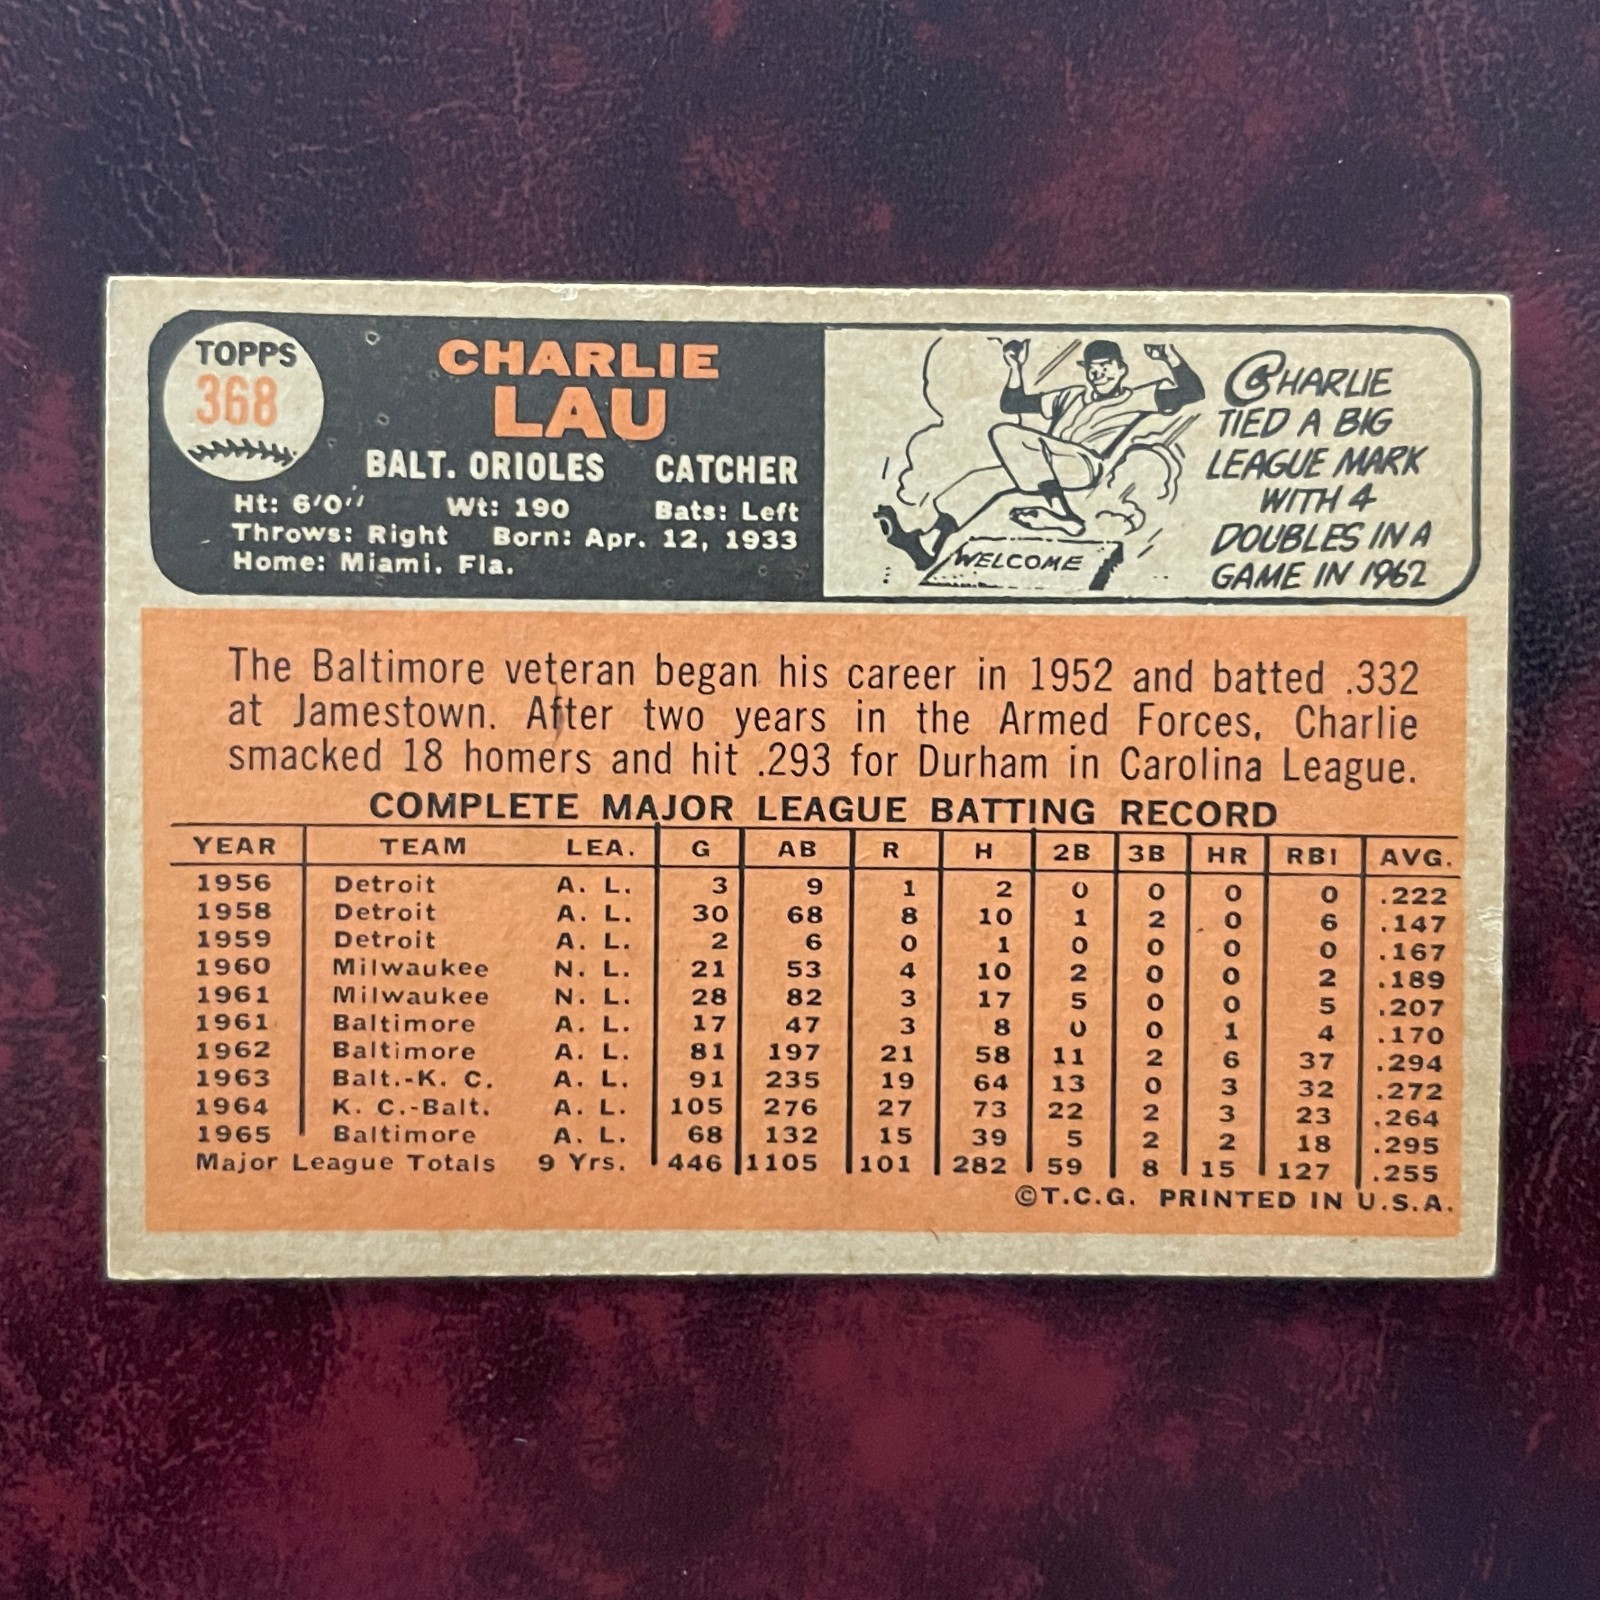 TOPPS
368
CHARLIE
LAU
BALT. ORIOLES CATCHER
Ht: 6'0'' Wt: 190 Bats: Left
Throws: Right Born: Apr. 12, 1933
Home: Miami. Fla.
WELCOME
CHARLIE
TIED A BIG
LEAGUE MARK
WITH 4
DOUBLES IN A
GAME IN 1962
The Baltimore veteran began his career in 1952 and batted .332
at Jamestown. After two years in the Armed Forces, Charlie
smacked 18 homers and hit .293 for Durham in Carolina League.
COMPLETE MAJOR LEAGUE BATTING RECORD
YEAR TEAM LEA. G AB R H 2B 3B HR RBI AVG.
1956 Detroit A. L. 3 9 1 2 0 0 0 0 .222
1958 Detroit A. L. 30 68 8 10 1 2 0 6 .147
1959 Detroit A. L. 2 6 0 1 0 0 0 0 .167
1960 Milwaukee N. L. 21 53 4 10 2 0 0 2 .189
1961 Milwaukee N. L. 28 82 3 17 5 0 0 5 .207
1961 Baltimore A. L. 17 47 3 8 0 0 1 4 .170
1962 Baltimore A. L. 81 197 21 58 11 2 6 37 .294
1963 Balt.-K. C. A. L. 91 235 19 64 13 0 3 32 .272
1964 K. C.-Balt. A. L. 105 276 27 73 22 2 3 23 .264
1965 Baltimore A. L. 68 132 15 39 5 2 2 18 .295
Major League Totals 9 Yrs. 446 1105 101 282 59 8 15 127 .255
©T.C.G. PRINTED IN U.S.A.